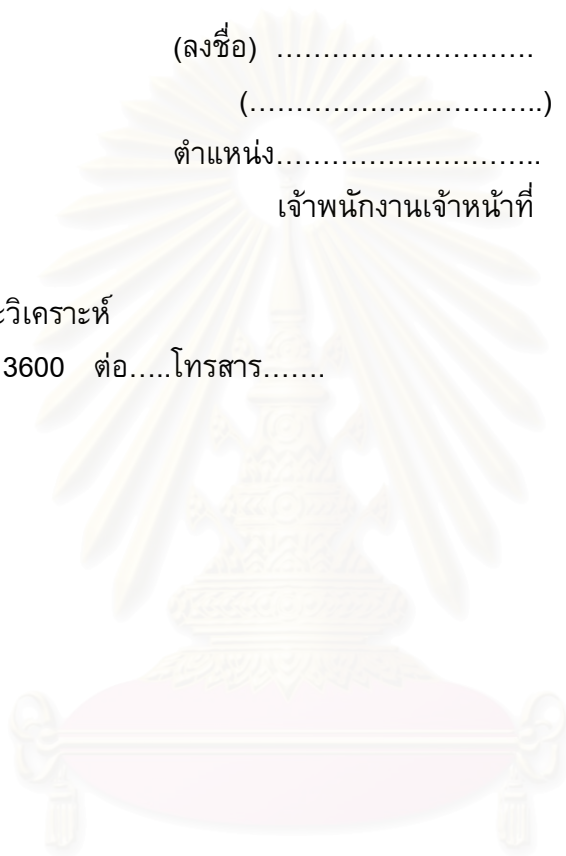 (ลงชื่อ) ……………………….
(………………………..)
ตำแหน่ง………………………..
เจ้าพนักงานเจ้าหน้าที่
ะวิเคราะห์
3600 ต่อ…..โทรสาร…….